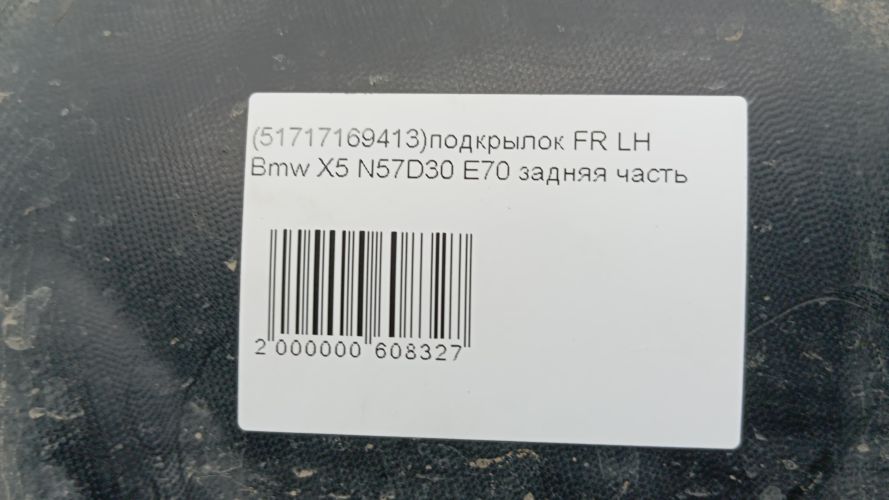 (51717169413)подкрылок FR LH
Bmw X5 N57D30 E70 задняя часть
2 000000 608327